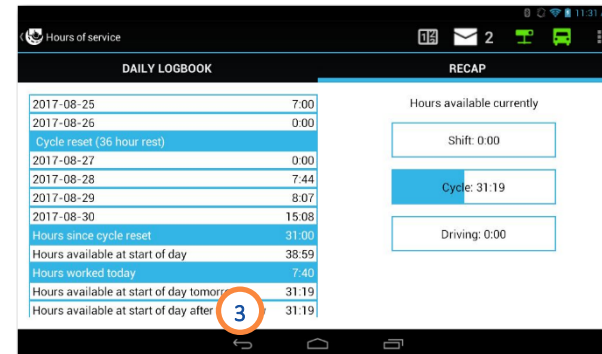 11:31
Hours of service
2
DAILY LOGBOOK
RECAP
2017-08-25 7:00
2017-08-26 0:00
Cycle reset (36 hour rest)
2017-08-27 0:00
2017-08-28 7:44
2017-08-29 8:07
2017-08-30 15:08
Hours since cycle reset 31:00
Hours available at start of day 38:59
Hours worked today 7:40
Hours available at start of day tomorr 31:19
Hours available at start of day after 31:19
3
Hours available currently
Shift: 0:00
Cycle: 31:19
Driving: 0:00